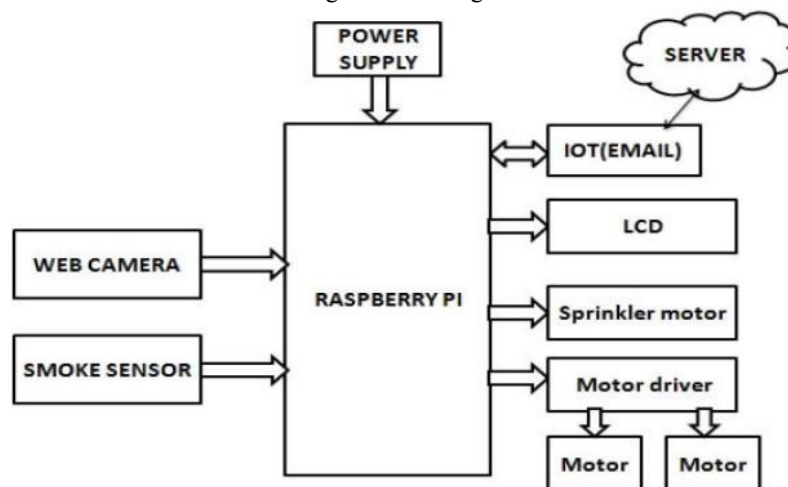 POWER
SUPPLY
SERVER
IOT(EMAIL)
LCD
WEB CAMERA
RASPBERRY PI
Sprinkler motor
SMOKE SENSOR
Motor driver
Motor
Motor